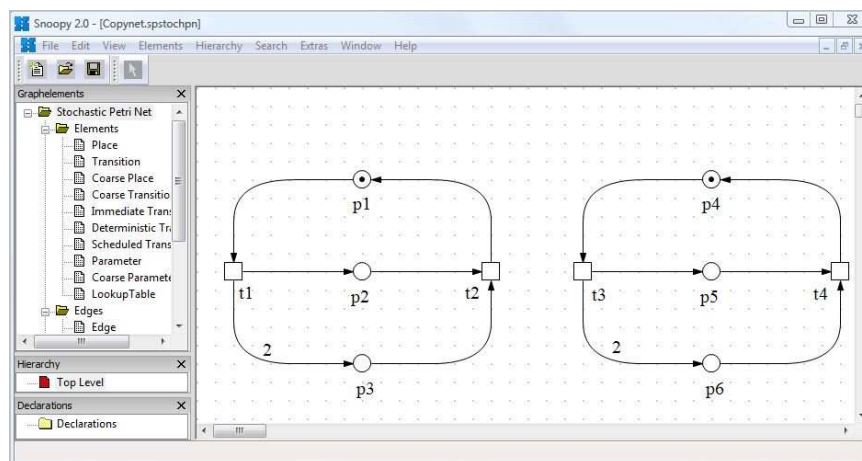 Snoopy 2.0 - [Copynet.spstochpn]
File Edit View Elements Hierarchy Search Extras Window Help
Graphelements
Stochastic Petri Net
Elements
Place
Transition
Coarse Place
Coarse Transitio
Immediate Trans
Deterministic Tra
Scheduled Trans
Parameter
Coarse Paramete
LookupTable
Edges
Edge
Hierarchy
Top Level
Declarations
Declarations
p1 p4
t1 p2 t2 t3 p5 t4
2 2
p3 p6